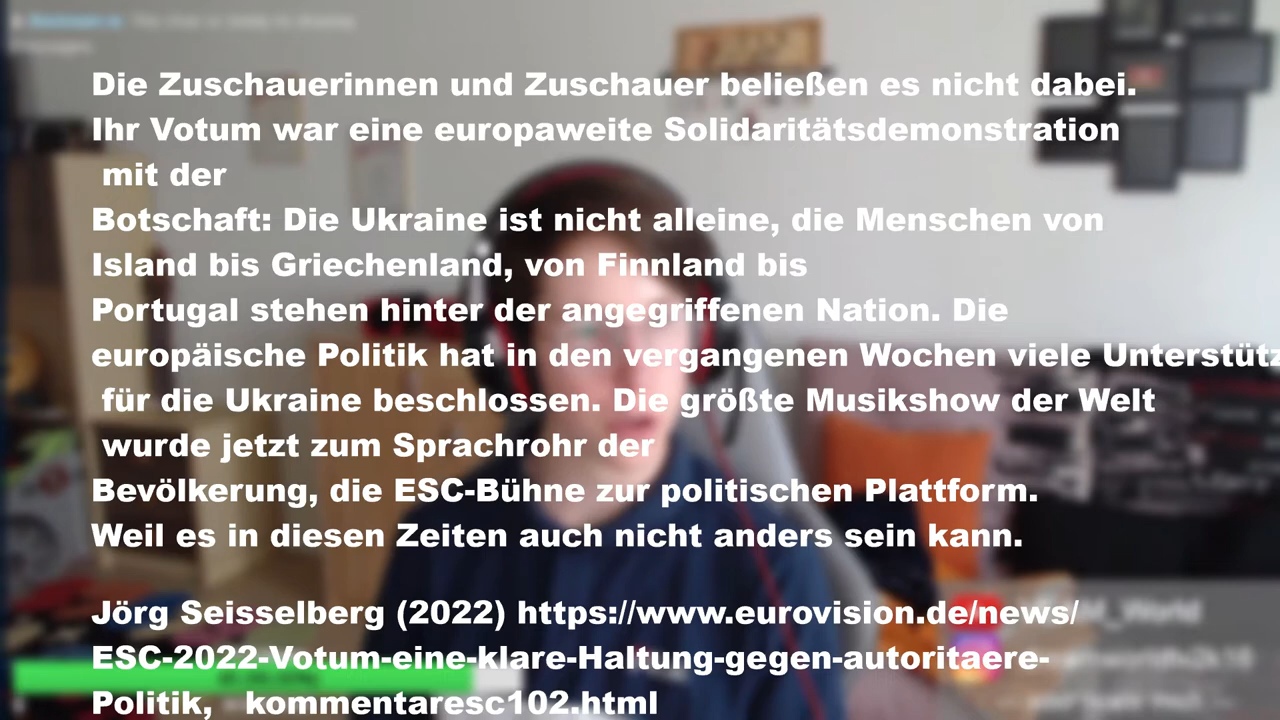 Die Zuschauerinnen und Zuschauer beließen es nicht dabei.
Ihr Votum war eine europaweite Solidaritätsdemonstration
mit der
Botschaft: Die Ukraine ist nicht alleine, die Menschen von
Island bis Griechenland, von Finnland bis
Portugal stehen hinter der angegriffenen Nation. Die
europäische Politik hat in den vergangenen Wochen viele Unterstütz
für die Ukraine beschlossen. Die größte Musikshow der Welt
wurde jetzt zum Sprachrohr der
Bevölkerung, die ESC-Bühne zur politischen Plattform.
Weil es in diesen Zeiten auch nicht anders sein kann.
Jörg Seisselberg (2022) https://www.eurovision.de/news/
ESC-2022-Votum-eine-klare-Haltung-gegen-autoritaere-
Politik, kommentaresc102.html